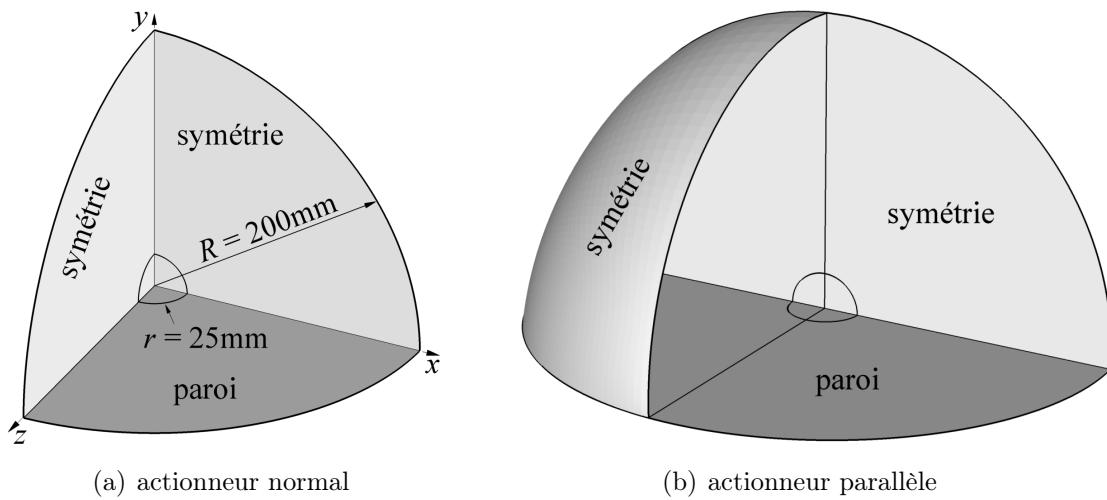 y
symétrie
symétrie
R = 200mm
r = 25mm
paroi
x
z
(a) actionneur normal
symétrie
symétrie
paroi
(b) actionneur parallèle